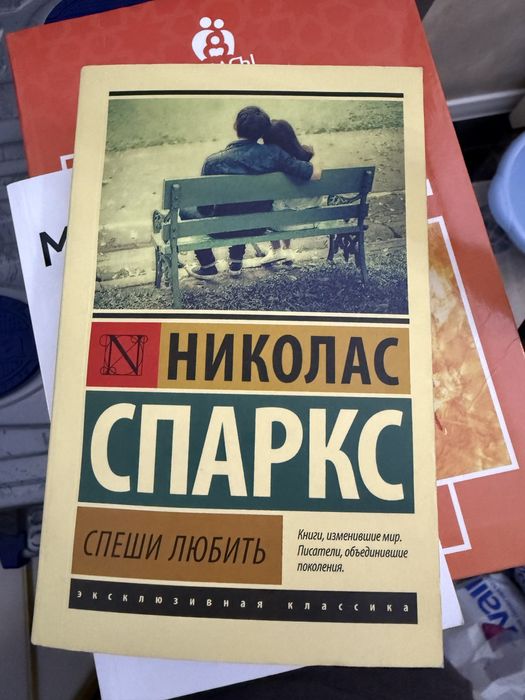 М
N
НИКОЛАС
СПАРКС
СПЕШИ ЛЮБИТЬ
Книги, изменившие мир.
Писатели, объединившие
поколения.
эксклюзивная классика